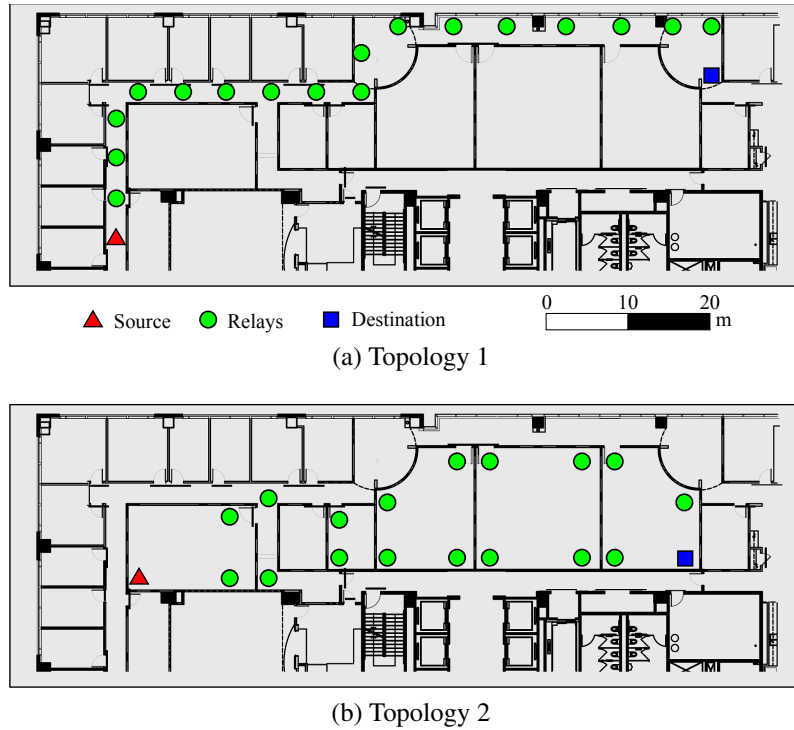 Source
Relays
Destination
0 10 20
m
(a) Topology 1
M
(b) Topology 2